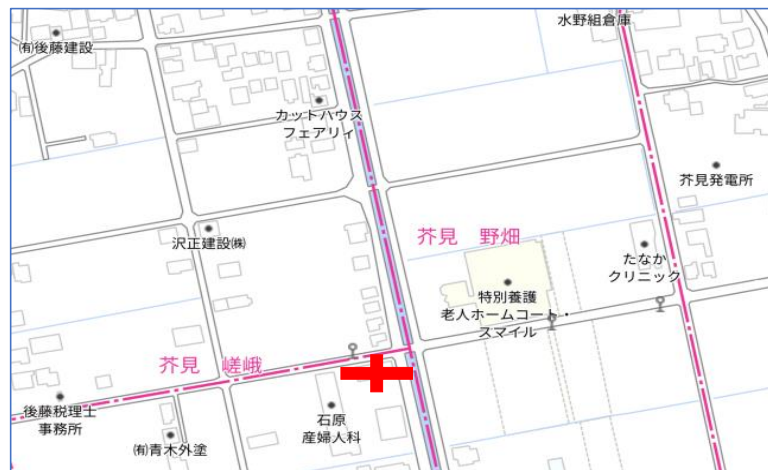 水野組倉庫
㈲後藤建設
カットハウス
フェアリィ
芥見発電所
沢正建設㈱
芥見 野畑
たなか
クリニック
特別養護
老人ホームコート・
スマイル
芥見 嵯峨
後藤税理士
事務所
石原
産婦人科
㈲青木外塗